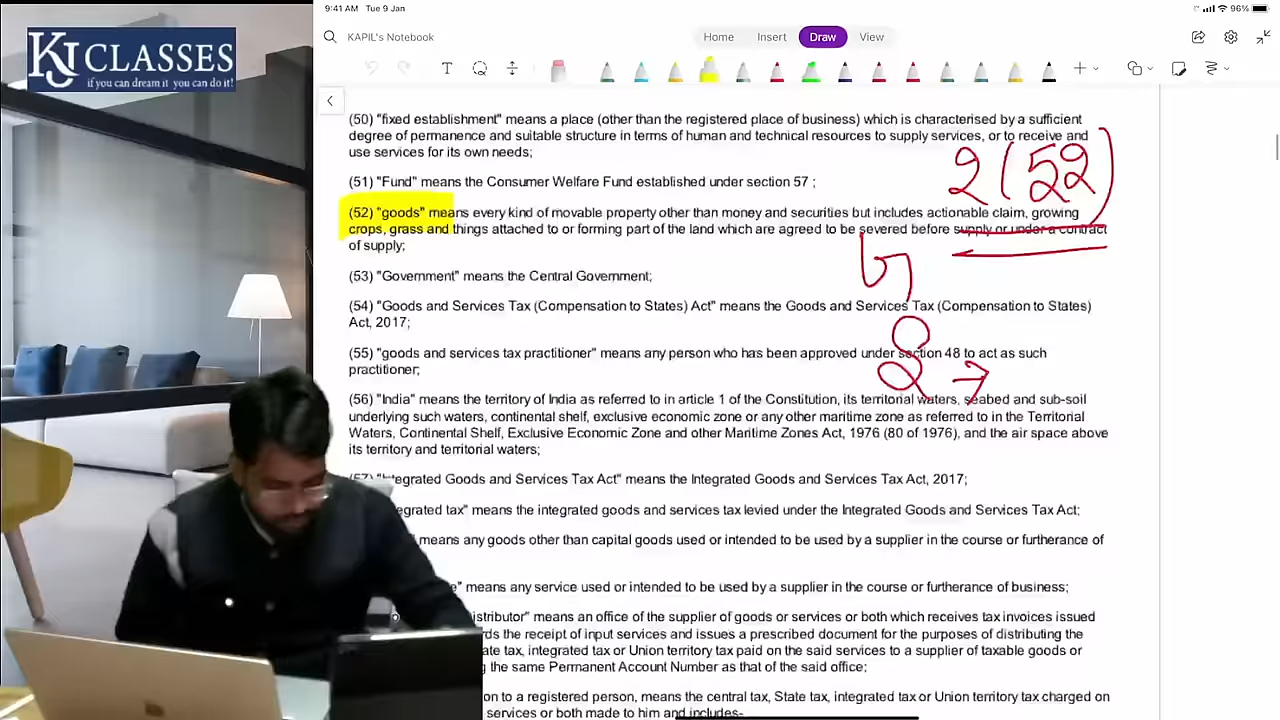 9:41 AM Tue 9 Jan
96%
KAPIL's Notebook
Home Insert Draw View
KJ CLASSES
if you can dream it you can do it!
(50) "fixed establishment" means a place (other than the registered place of business) which is characterised by a sufficient
degree of permanence and suitable structure in terms of human and technical resources to supply services, or to receive and
use services for its own needs;
(51) "Fund" means the Consumer Welfare Fund established under section 57 ;
2(52)
(52) "goods" means every kind of movable property other than money and securities but includes actionable claim, growing
crops, grass and things attached to or forming part of the land which are agreed to be severed before supply or under a contract
of supply;
(53) "Government" means the Central Government;
(54) "Goods and Services Tax (Compensation to States) Act" means the Goods and Services Tax (Compensation to States)
Act, 2017;
(55) "goods and services tax practitioner" means any person who has been approved under section 48 to act as such
practitioner;
(56) "India" means the territory of India as referred to in article 1 of the Constitution, its territorial waters, seabed and sub-soil
underlying such waters, continental shelf, exclusive economic zone or any other maritime zone as referred to in the Territorial
Waters, Continental Shelf, Exclusive Economic Zone and other Maritime Zones Act, 1976 (80 of 1976), and the air space above
its territory and territorial waters;
Goods and Services Tax Act" means the Integrated Goods and Services Tax Act, 2017;
tax" means the integrated goods and services tax levied under the Integrated Goods and Services Tax Act;
means any goods other than capital goods used or intended to be used by a supplier in the course or furtherance of
means any service used or intended to be used by a supplier in the course or furtherance of business;
means an office of the supplier of goods or services or both which receives tax invoices issued
the receipt of input services and issues a prescribed document for the purposes of distributing the
tax, integrated tax or Union territory tax paid on the said services to a supplier of taxable goods or
the same Permanent Account Number as that of the said office;
to a registered person, means the central tax, State tax, integrated tax or Union territory tax charged on
services or both made to him and includes-